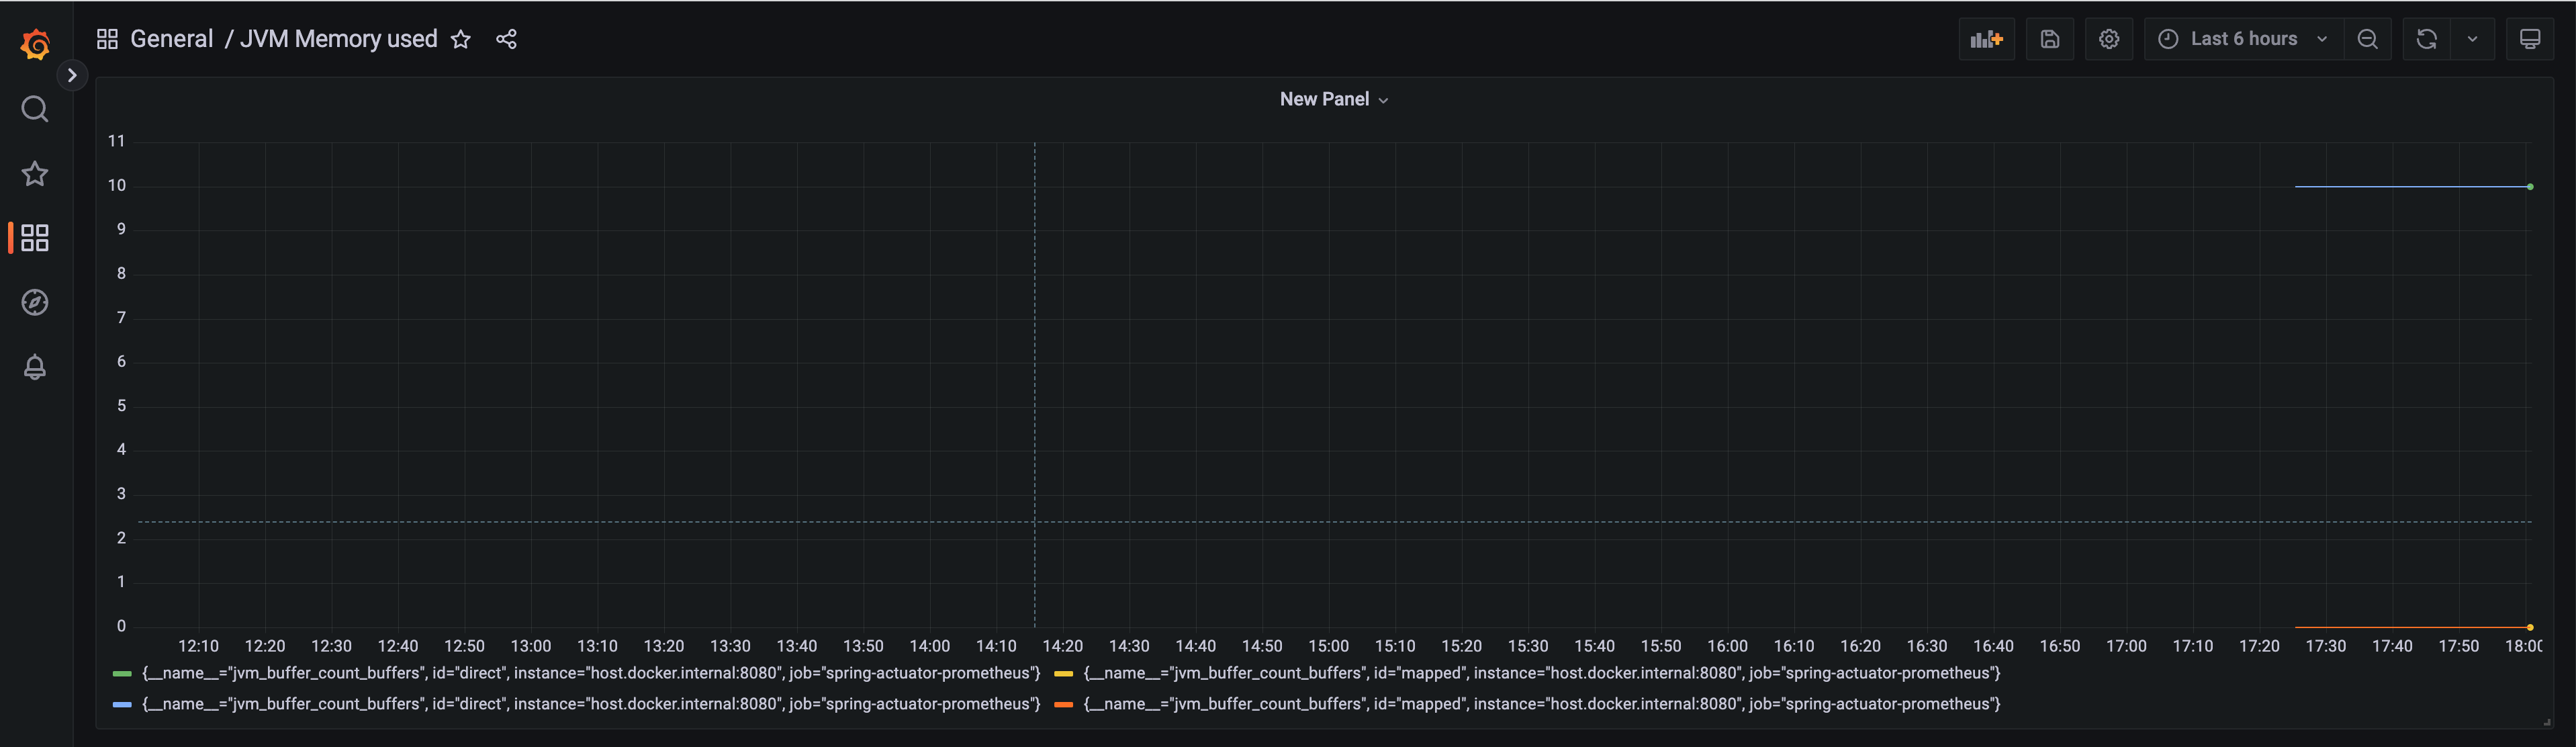 General / JVM Memory used
Last 6 hours
New Panel
11
10
9
8
7
6
5
4
3
2
1
0
12:10 12:20 12:30 12:40 12:50 13:00 13:10 13:20 13:30 13:40 13:50 14:00 14:10 14:20 14:30 14:40 14:50 15:00 15:10 15:20 15:30 15:40 15:50 16:00 16:10 16:20 16:30 16:40 16:50 17:00 17:10 17:20 17:30 17:40 17:50 18:00
{__name__="jvm_buffer_count_buffers", id="direct", instance="host.docker.internal:8080", job="spring-actuator-prometheus"} {__name__="jvm_buffer_count_buffers", id="mapped", instance="host.docker.internal:8080", job="spring-actuator-prometheus"}
{__name__="jvm_buffer_count_buffers", id="direct", instance="host.docker.internal:8080", job="spring-actuator-prometheus"} {__name__="jvm_buffer_count_buffers", id="mapped", instance="host.docker.internal:8080", job="spring-actuator-prometheus"}